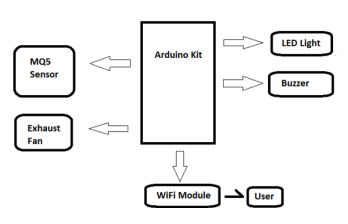 Arduino Kit
LED Light
MQ5
Sensor
Buzzer
Exhaust
Fan
WiFi Module
User